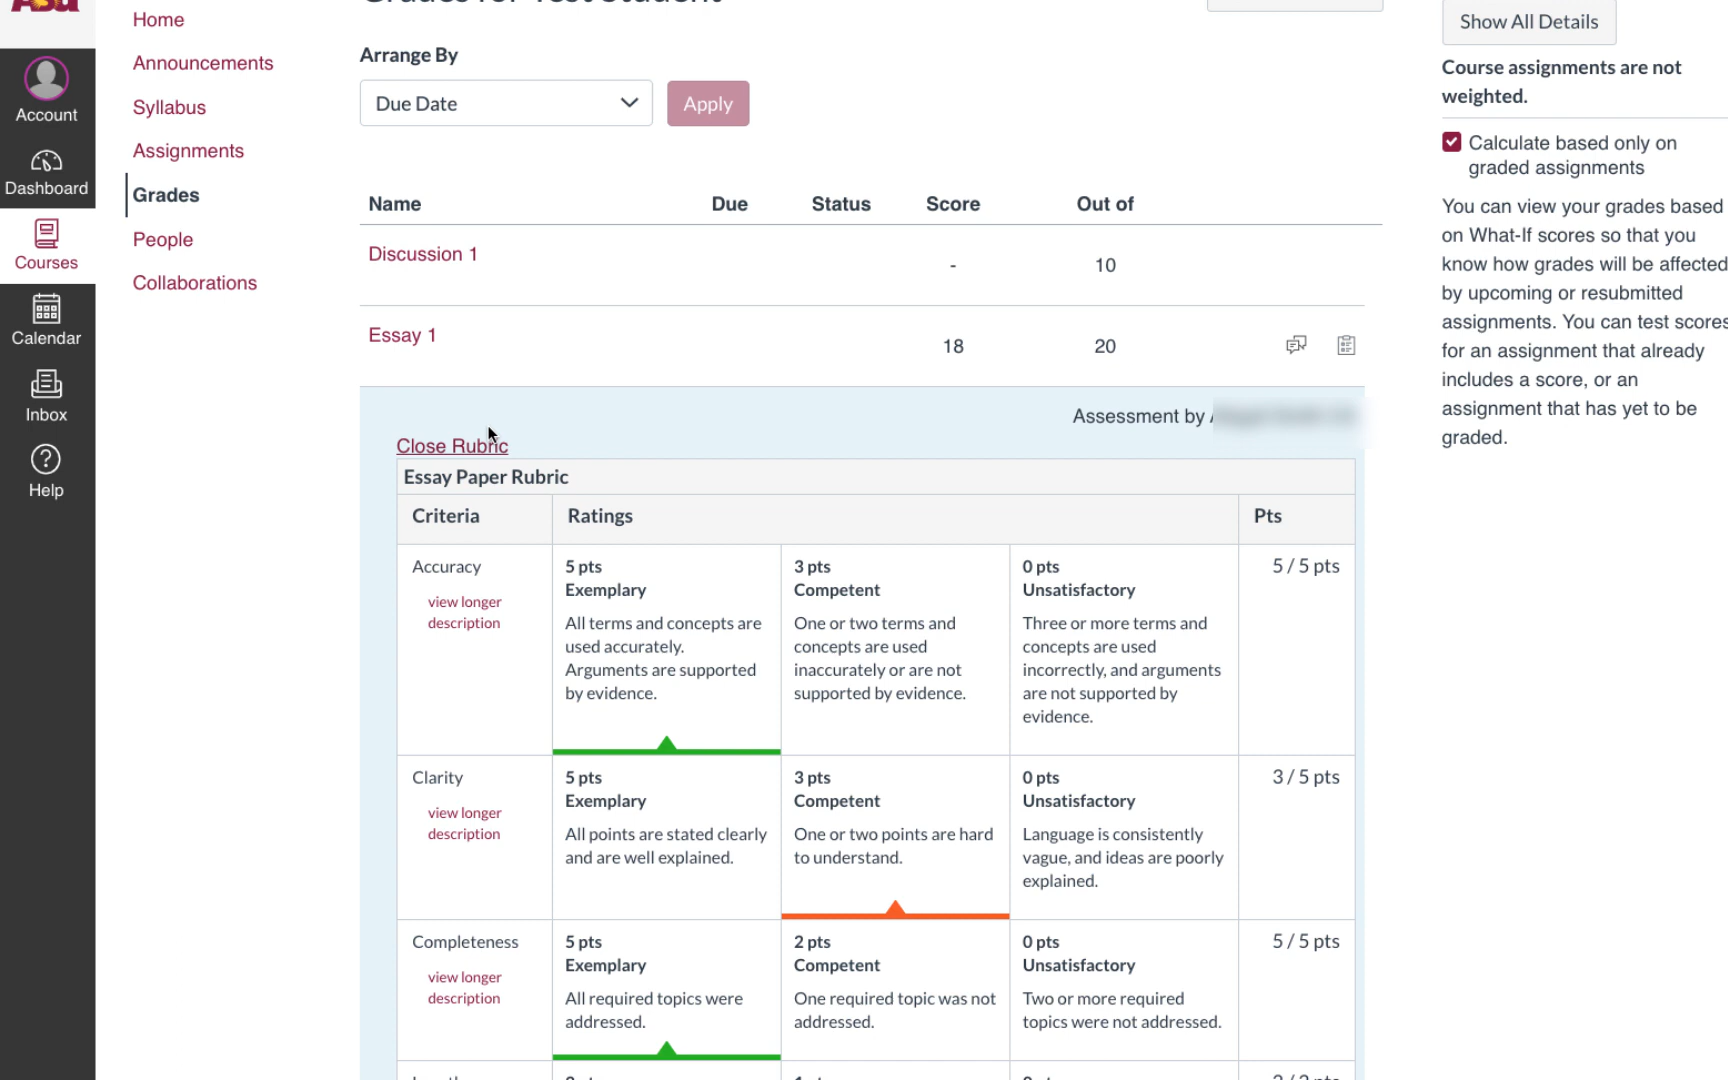 Grades for Test Student
Home
Announcements
Syllabus
Assignments
Grades
People
Collaborations
Account
Dashboard
Courses
Calendar
Inbox
Help
Arrange By
Due Date
Apply
Name Due Status Score Out of
Discussion 1
- 10
Essay 1
18 20
Assessment by
Close Rubric
Essay Paper Rubric
Criteria Ratings Pts
Accuracy
view longer
description
5 pts
Exemplary
All terms and concepts are
used accurately.
Arguments are supported
by evidence.
3 pts
Competent
One or two terms and
concepts are used
inaccurately or are not
supported by evidence.
0 pts
Unsatisfactory
Three or more terms and
concepts are used
incorrectly, and arguments
are not supported by
evidence.
5 / 5 pts
Clarity
view longer
description
5 pts
Exemplary
All points are stated clearly
and are well explained.
3 pts
Competent
One or two points are hard
to understand.
0 pts
Unsatisfactory
Language is consistently
vague, and ideas are poorly
explained.
3 / 5 pts
Completeness
view longer
description
5 pts
Exemplary
All required topics were
addressed.
2 pts
Competent
One required topic was not
addressed.
0 pts
Unsatisfactory
Two or more required
topics were not addressed.
5 / 5 pts
Show All Details
Course assignments are not
weighted.
Calculate based only on
graded assignments
You can view your grades based
on What-If scores so that you
know how grades will be affected
by upcoming or resubmitted
assignments. You can test scores
for an assignment that already
includes a score, or an
assignment that has yet to be
graded.